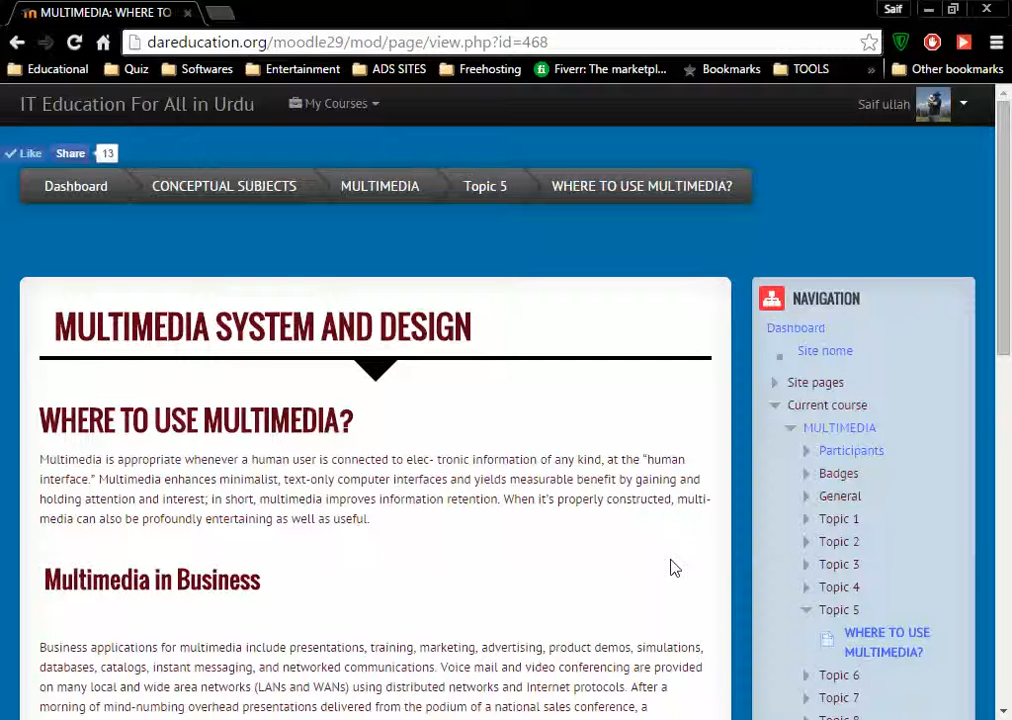 MULTIMEDIA: WHERE TO
Saif
dareducation.org/moodle29/mod/page/view.php?id=468
Educational Quiz Softwares Entertainment ADS SITES Freehosting Fiverr: The marketpl... Bookmarks TOOLS » Other bookmarks
IT Education For All in Urdu My Courses Saif ullah
Like Share 13
Dashboard CONCEPTUAL SUBJECTS MULTIMEDIA Topic 5 WHERE TO USE MULTIMEDIA?
MULTIMEDIA SYSTEM AND DESIGN
WHERE TO USE MULTIMEDIA?
Multimedia is appropriate whenever a human user is connected to elec- tronic information of any kind, at the “human
interface.” Multimedia enhances minimalist, text-only computer interfaces and yields measurable benefit by gaining and
holding attention and interest; in short, multimedia improves information retention. When it’s properly constructed, multi-
media can also be profoundly entertaining as well as useful.
Multimedia in Business
Business applications for multimedia include presentations, training, marketing, advertising, product demos, simulations,
databases, catalogs, instant messaging, and networked communications. Voice mail and video conferencing are provided
on many local and wide area networks (LANs and WANs) using distributed networks and Internet protocols. After a
morning of mind-numbing overhead presentations delivered from the podium of a national sales conference, a
NAVIGATION
Dashboard
Site home
Site pages
Current course
MULTIMEDIA
Participants
Badges
General
Topic 1
Topic 2
Topic 3
Topic 4
Topic 5
WHERE TO USE
MULTIMEDIA?
Topic 6
Topic 7